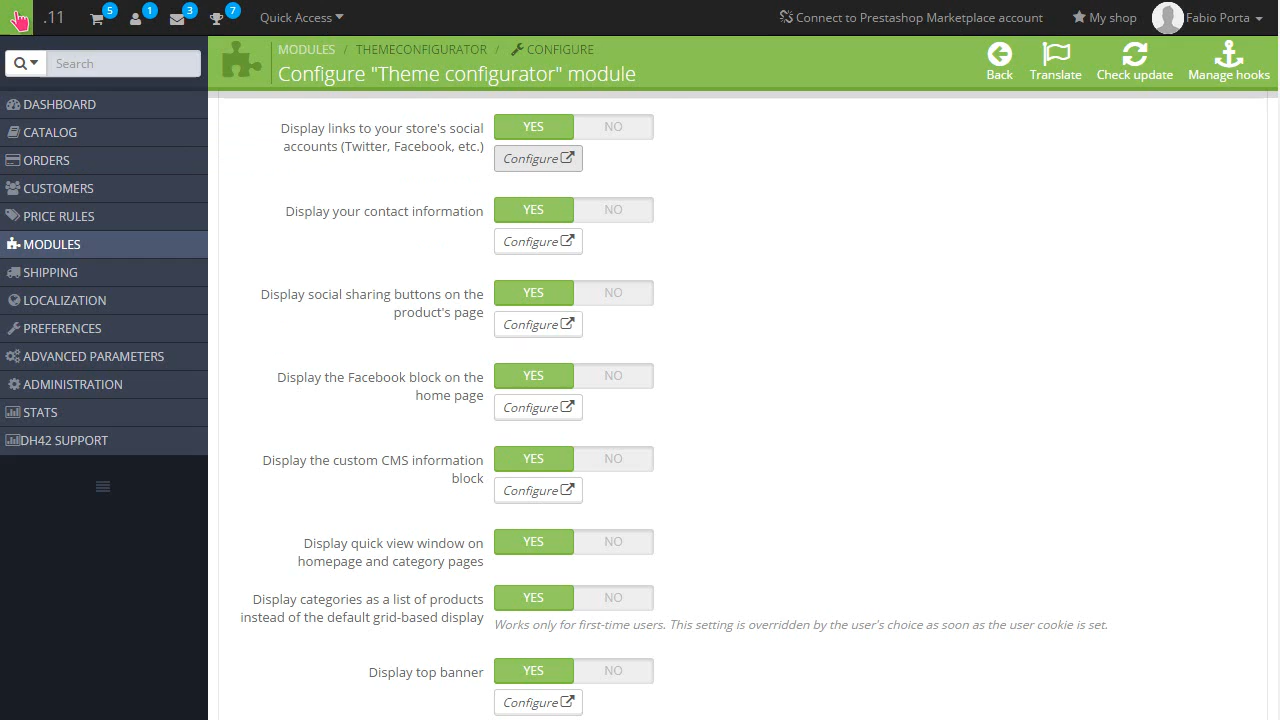 .11 5 1 3 7 Quick Access Connect to Prestashop Marketplace account My shop Fabio Porta
Search
MODULES / THEMECONFIGURATOR / CONFIGURE
Configure "Theme configurator" module
Back Translate Check update Manage hooks
DASHBOARD
CATALOG
ORDERS
CUSTOMERS
PRICE RULES
MODULES
SHIPPING
LOCALIZATION
PREFERENCES
ADVANCED PARAMETERS
ADMINISTRATION
STATS
DH42 SUPPORT
Display links to your store's social
accounts (Twitter, Facebook, etc.)
YES NO
Configure
Display your contact information
YES NO
Configure
Display social sharing buttons on the
product's page
YES NO
Configure
Display the Facebook block on the
home page
YES NO
Configure
Display the custom CMS information
block
YES NO
Configure
Display quick view window on
homepage and category pages
YES NO
Display categories as a list of products
instead of the default grid-based display
YES NO
Works only for first-time users. This setting is overridden by the user's choice as soon as the user cookie is set.
Display top banner
YES NO
Configure